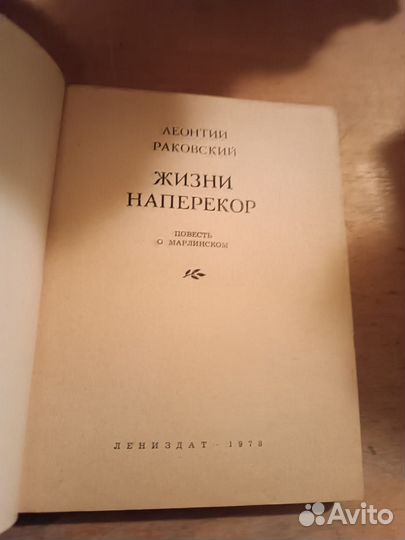 ЛЕОНТИЙ
РАКОВСКИЙ
ЖИЗНИ
НАПЕРЕКОР
ПОВЕСТЬ
О МАРЛИНСКОМ
ЛЕНИЗДАТ · 1978
Avito